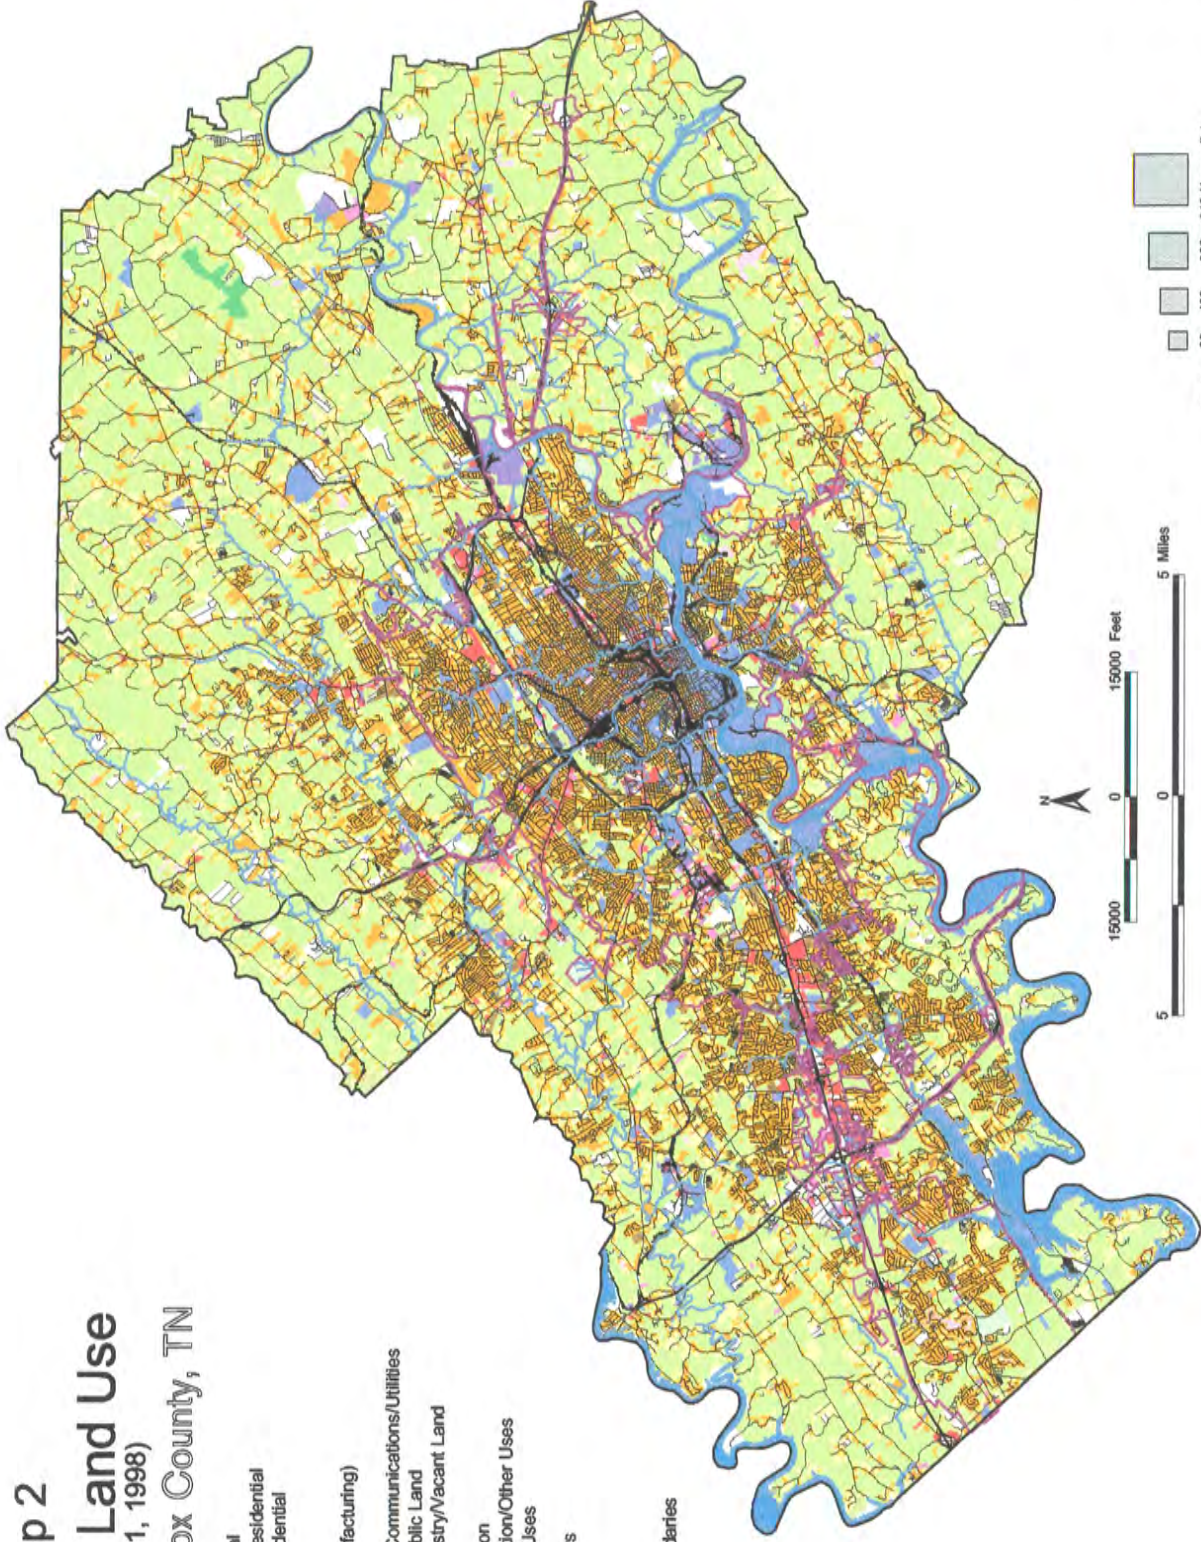 p 2
Land Use
1, 1998)
ox County, TN
al
esidential
dential
facturing)
Communications/Utilities
blic Land
stry/Vacant Land
on
ion/Other Uses
Uses
s
daries
N
15000 0 15000 Feet
5 0 5 Miles